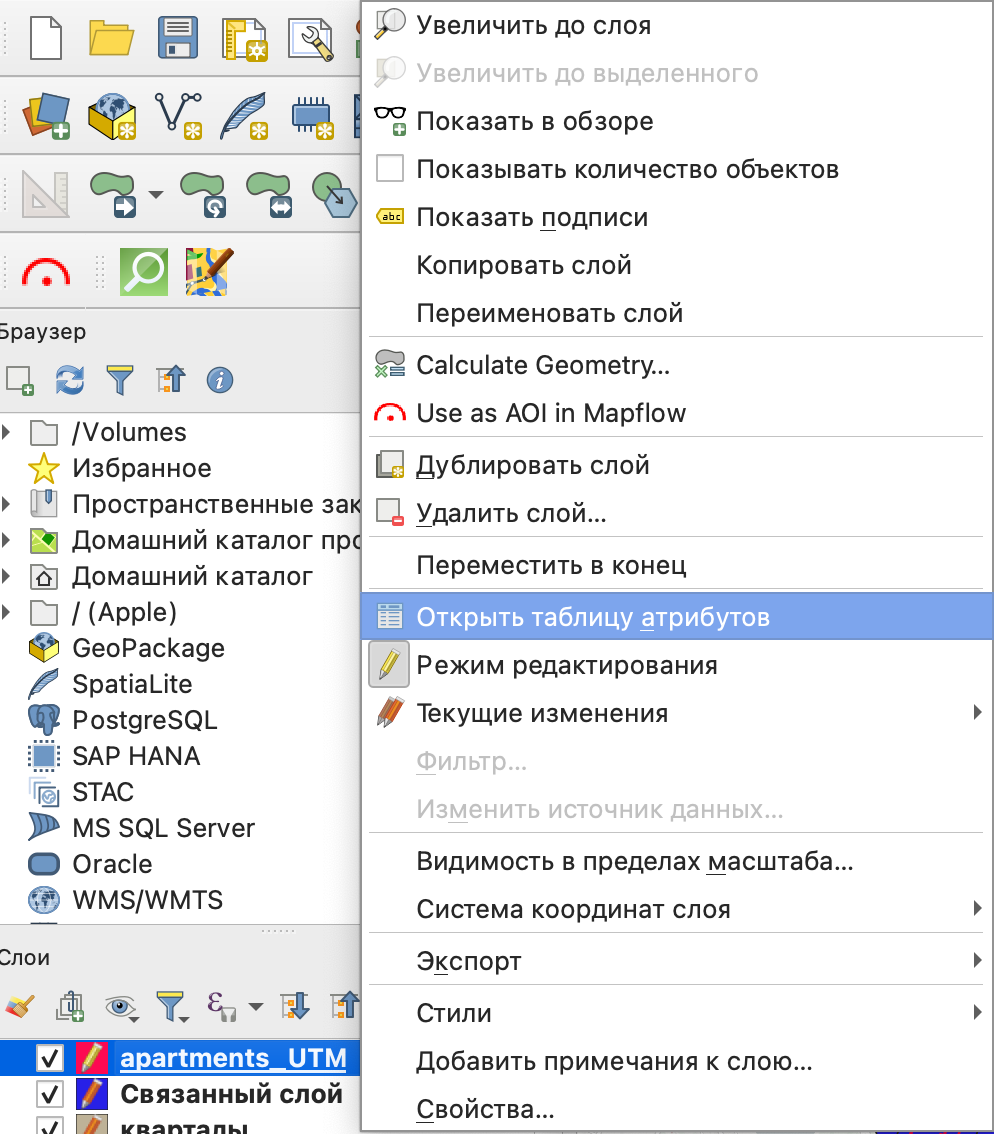 Увеличить до слоя
Увеличить до выделенного
Показать в обзоре
Показывать количество объектов
abc
Показать подписи
Копировать слой
Переименовать слой
Calculate Geometry...
Use as AOI in Mapflow
Дублировать слой
Удалить слой...
Переместить в конец
Открыть таблицу атрибутов
Режим редактирования
Текущие изменения
Фильтр...
Изменить источник данных...
Видимость в пределах масштаба...
Система координат слоя
Экспорт
Стили
Добавить примечания к слою...
Свойства...
Браузер
/Volumes
Избранное
Пространственные зак
Домашний каталог про
Домашний каталог
/ (Apple)
GeoPackage
SpatiaLite
PostgreSQL
SAP HANA
STAC
MS SQL Server
Oracle
WMS/WMTS
Слои
apartments_UTM
Связанный слой
кварталы